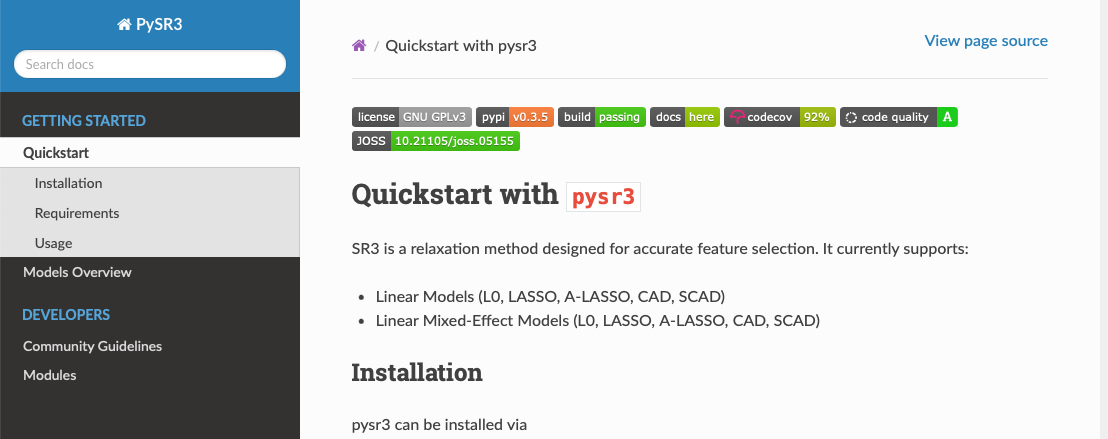 PySR3
Search docs
GETTING STARTED
Quickstart
Installation
Requirements
Usage
Models Overview
DEVELOPERS
Community Guidelines
Modules
/ Quickstart with pysr3
View page source
license GNU GPLv3 pypi v0.3.5 build passing docs here codecov 92% code quality A
JOSS 10.21105/joss.05155
Quickstart with pysr3
SR3 is a relaxation method designed for accurate feature selection. It currently supports:
• Linear Models (L0, LASSO, A-LASSO, CAD, SCAD)
• Linear Mixed-Effect Models (L0, LASSO, A-LASSO, CAD, SCAD)
Installation
pysr3 can be installed via